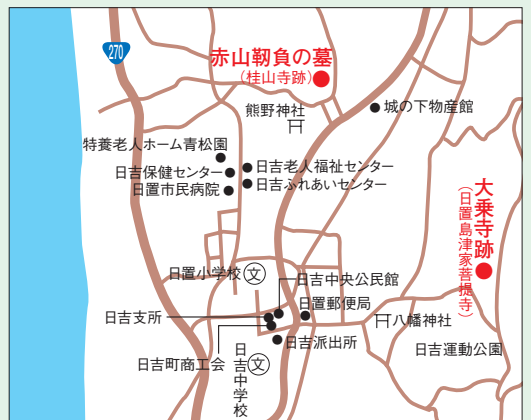 270
赤山靭負の墓
（桂山寺跡）
熊野神社
城の下物産館
特養老人ホーム青松園
日吉保健センター
日置市民病院
日吉老人福祉センター
日吉ふれあいセンター
大乗寺跡
（日置島津家菩提寺）
日置小学校
文
日吉中央公民館
日置郵便局
日吉支所
八幡神社
日吉町商工会
日吉中学校
文
日吉派出所
日吉運動公園